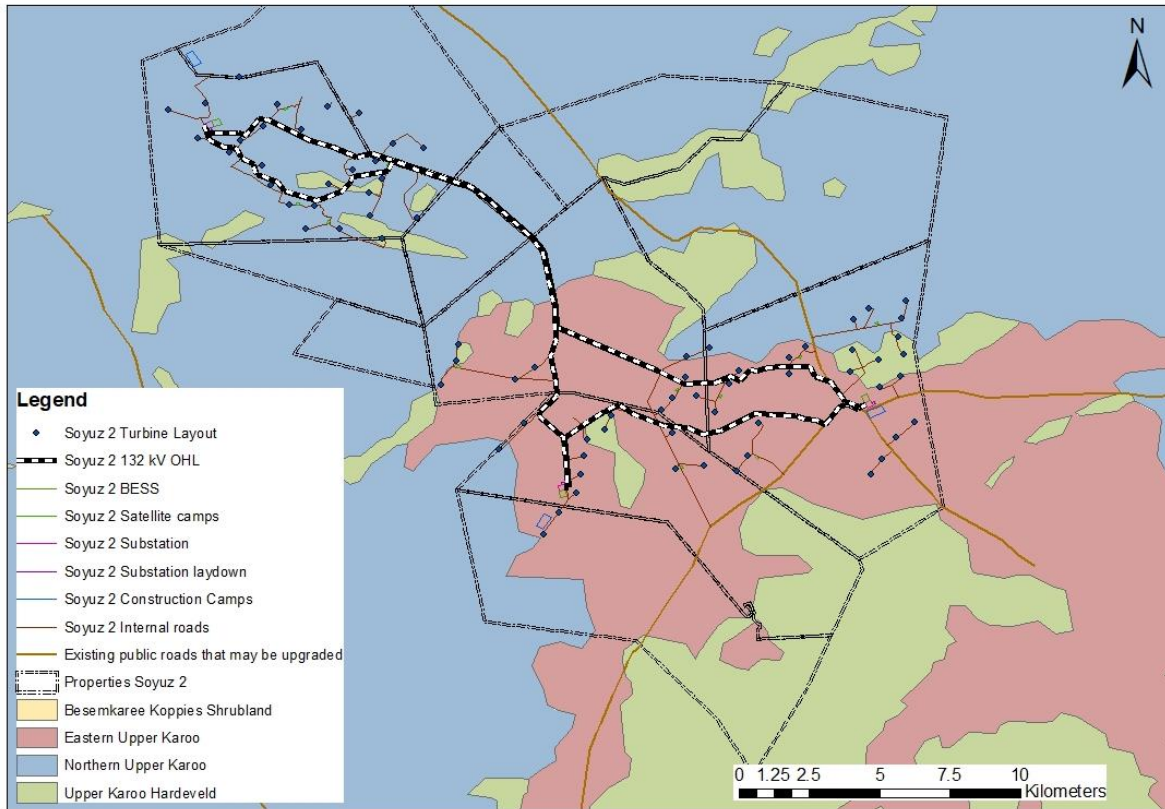 N
Legend
Soyuz 2 Turbine Layout
Soyuz 2 132 kV OHL
Soyuz 2 BESS
Soyuz 2 Satellite camps
Soyuz 2 Substation
Soyuz 2 Substation laydown
Soyuz 2 Construction Camps
Soyuz 2 Internal roads
Existing public roads that may be upgraded
Properties Soyuz 2
Besemkaree Koppies Shrubland
Eastern Upper Karoo
Northern Upper Karoo
Upper Karoo Hardeveld
0 1.25 2.5 5 7.5 10
Kilometers